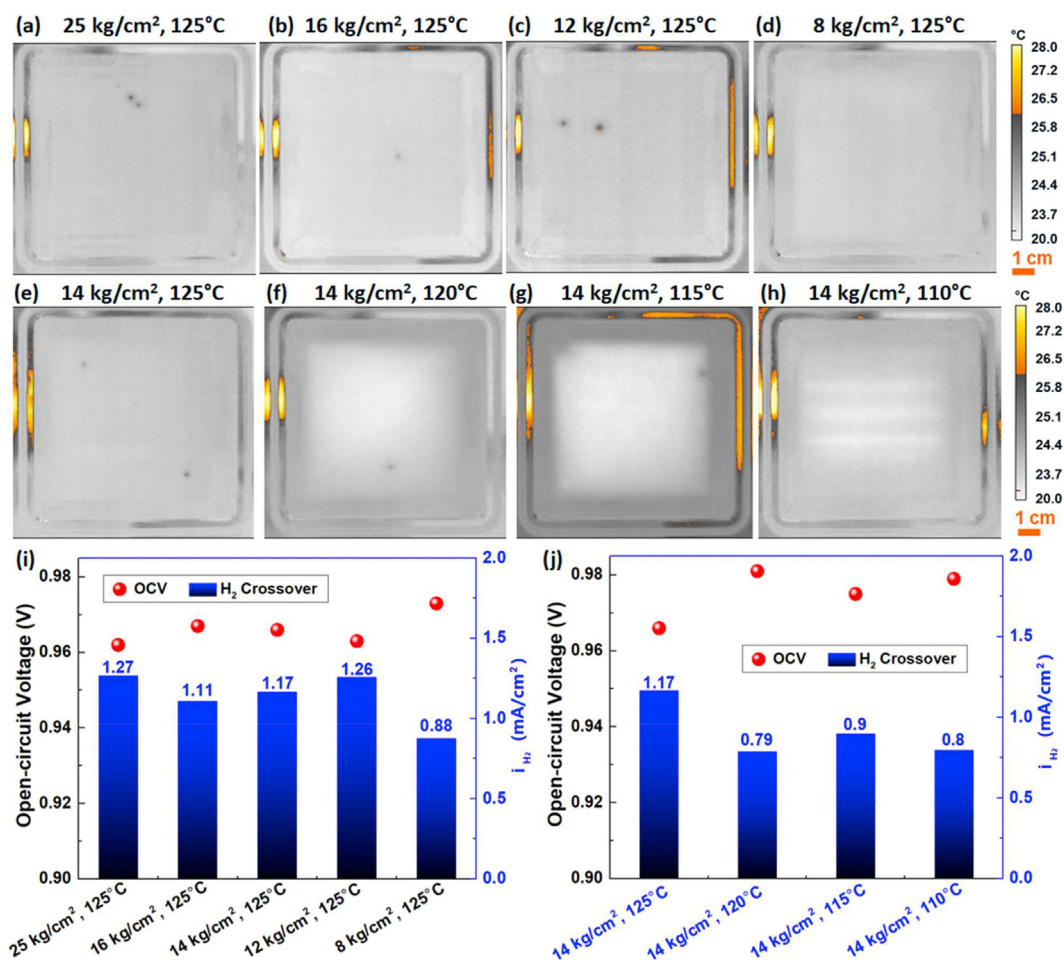 (a) 25 kg/cm², 125°C
(b) 16 kg/cm², 125°C
(c) 12 kg/cm², 125°C
(d) 8 kg/cm², 125°C
°C
28.0
27.2
26.5
25.8
25.1
24.4
23.7
20.0
1 cm
(e) 14 kg/cm², 125°C
(f) 14 kg/cm², 120°C
(g) 14 kg/cm², 115°C
(h) 14 kg/cm², 110°C
°C
28.0
27.2
26.5
25.8
25.1
24.4
23.7
20.0
1 cm
(i)
Open-circuit Voltage (V)
0.98
0.96
0.94
0.92
0.90
OCV
H₂ Crossover
1.27
1.11
1.17
1.26
0.88
2.0
1.5
1.0
0.5
0.0
i H₂ (mA/cm²)
25 kg/cm², 125°C
16 kg/cm², 125°C
14 kg/cm², 125°C
12 kg/cm², 125°C
8 kg/cm², 125°C
(j)
Open-circuit Voltage (V)
0.98
0.96
0.94
0.92
0.90
OCV
H₂ Crossover
1.17
0.79
0.9
0.8
2.0
1.5
1.0
0.5
0.0
i H₂ (mA/cm²)
14 kg/cm², 125°C
14 kg/cm², 120°C
14 kg/cm², 115°C
14 kg/cm², 110°C